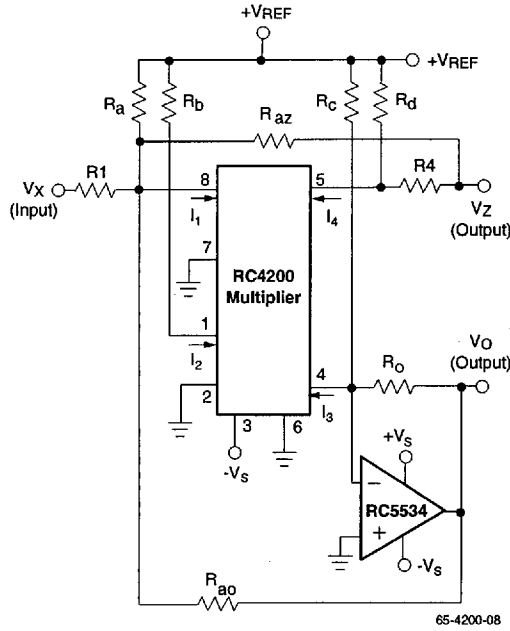 +VREF
+VREF
Ra
Rb
Rc
Rd
Raz
R1
R4
VX
(Input)
8
5
I1
I4
VZ
(Output)
7
RC4200
Multiplier
1
I2
VO
(Output)
4
Ro
2
I3
3
6
-VS
+VS
−
RC5534
+
-VS
Rao
65-4200-08